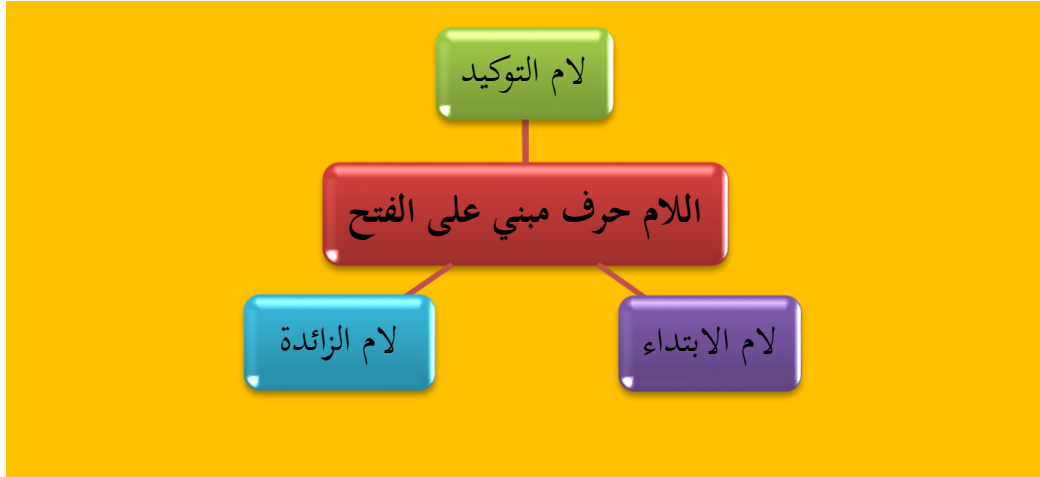 لام التوكيد
اللام حرف مبني على الفتح
لام الابتداء
لام الزائدة